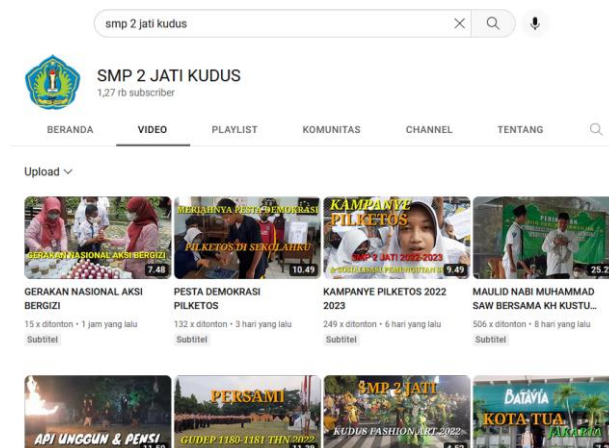 smp 2 jati kudus
SMP 2 JATI KUDUS
1,27 rb subscriber
BERANDA
VIDEO
PLAYLIST
KOMUNITAS
CHANNEL
TENTANG
Upload
GERAKAN NASIONAL AKSI BERGIZI
7.48
MERIAHNYA PESTA DEMOKRASI
PILKETOS DI SEKOLAHKU
10.49
KAMPANYE
PILKETOS
SMP 2 JATI 2022-2023
9.49
25.2
GERAKAN NASIONAL AKSI
BERGIZI
15 x ditonton • 1 jam yang lalu
Subtitel
PESTA DEMOKRASI
PILKETOS
132 x ditonton • 3 hari yang lalu
Subtitel
KAMPANYE PILKETOS 2022
2023
249 x ditonton • 6 hari yang lalu
Subtitel
MAULID NABI MUHAMMAD
SAW BERSAMA KH KUSTU...
506 x ditonton • 8 hari yang lalu
Subtitel
API UNGGUN & PENSI
PERSAMI
GUDEP 1180-1181 THN 2022
SMP 2 JATI
KUDUS FASHION ART 2022
BATAVIA
KOTA TUA
JAKARTA